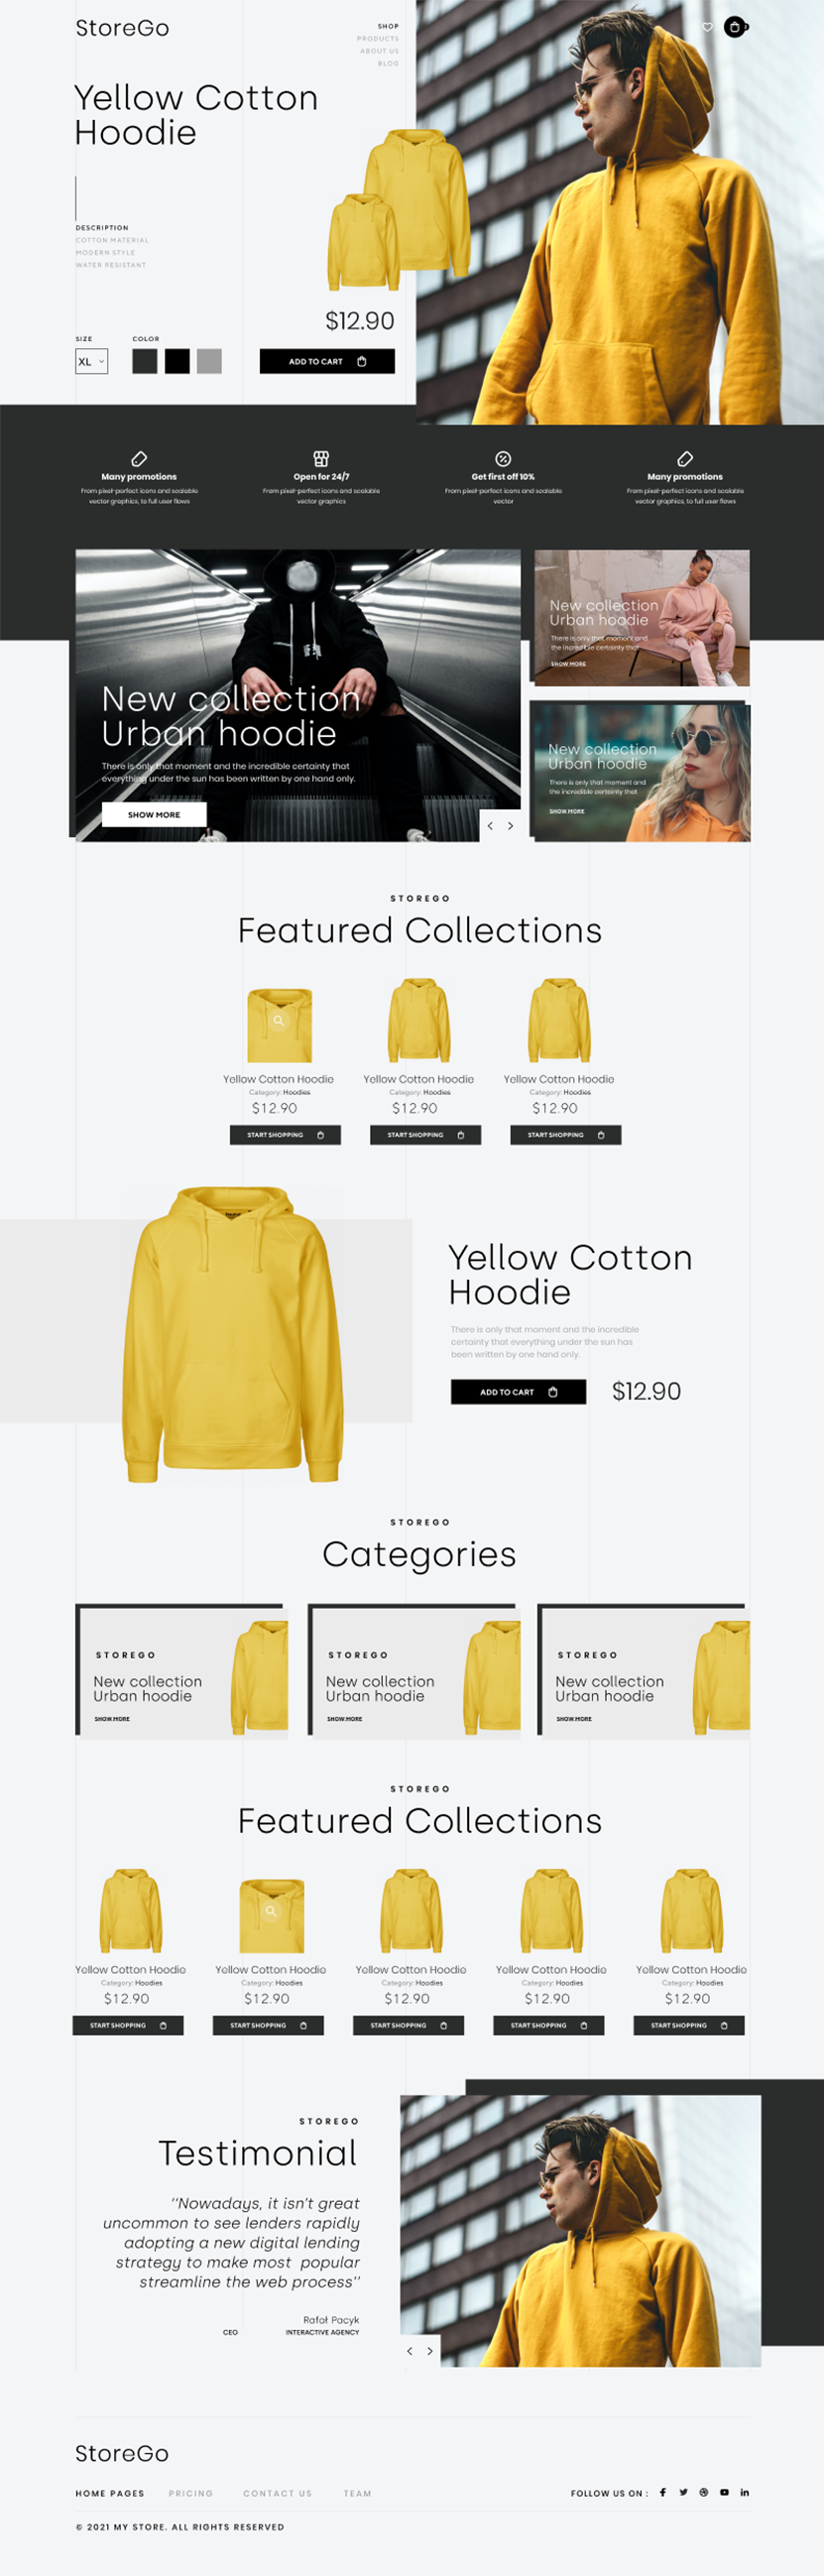 StoreGo
SHOP
PRODUCTS
ABOUT US
BLOG
Yellow Cotton
Hoodie
DESCRIPTION
COTTON MATERIAL
MODERN STYLE
WATER RESISTANT
$12.90
SIZE
COLOR
XL
ADD TO CART
Many promotions
From pixel-perfect icons and scalable
vector graphics, to full user flows
Open for 24/7
From pixel-perfect icons and scalable
vector graphics
Get first off 10%
From pixel-perfect icons and scalable
vector
Many promotions
From pixel-perfect icons and scalable
vector graphics, to full user flows
New collection
Urban hoodie
There is only that moment and the incredible certainty that
everything under the sun has been written by one hand only.
SHOW MORE
New collection
Urban hoodie
There is only that moment and
the incredible certainty that
SHOW MORE
New collection
Urban hoodie
There is only that moment and
the incredible certainty that
SHOW MORE
STOREGO
Featured Collections
Yellow Cotton Hoodie
Category: Hoodies
$12.90
START SHOPPING
Yellow Cotton Hoodie
Category: Hoodies
$12.90
START SHOPPING
Yellow Cotton Hoodie
Category: Hoodies
$12.90
START SHOPPING
Yellow Cotton
Hoodie
There is only that moment and the incredible
certainty that everything under the sun has
been written by one hand only.
ADD TO CART
$12.90
STOREGO
Categories
STOREGO
New collection
Urban hoodie
SHOW MORE
STOREGO
New collection
Urban hoodie
SHOW MORE
STOREGO
New collection
Urban hoodie
SHOW MORE
STOREGO
Featured Collections
Yellow Cotton Hoodie
Category: Hoodies
$12.90
START SHOPPING
Yellow Cotton Hoodie
Category: Hoodies
$12.90
START SHOPPING
Yellow Cotton Hoodie
Category: Hoodies
$12.90
START SHOPPING
Yellow Cotton Hoodie
Category: Hoodies
$12.90
START SHOPPING
Yellow Cotton Hoodie
Category: Hoodies
$12.90
START SHOPPING
STOREGO
Testimonial
''Nowadays, it isn't great
uncommon to see lenders rapidly
adopting a new digital lending
strategy to make most popular
streamline the web process''
Rafał Pacyk
CEO INTERACTIVE AGENCY
StoreGo
HOME PAGES PRICING CONTACT US TEAM
FOLLOW US ON :
© 2021 MY STORE. ALL RIGHTS RESERVED